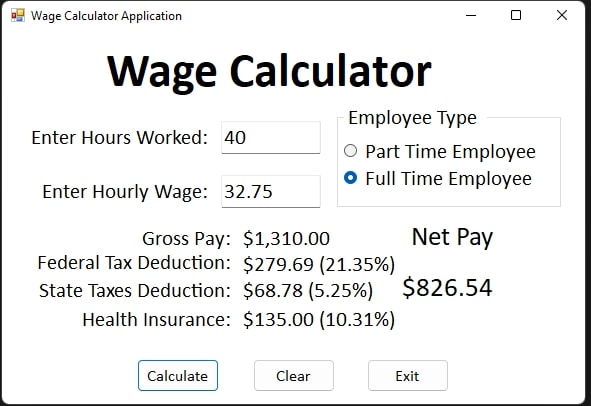 Wage Calculator Application
Wage Calculator
Enter Hours Worked: 40
Enter Hourly Wage: 32.75
Employee Type
Part Time Employee
Full Time Employee
Gross Pay: $1,310.00
Federal Tax Deduction: $279.69 (21.35%)
State Taxes Deduction: $68.78 (5.25%)
Health Insurance: $135.00 (10.31%)
Net Pay
$826.54
Calculate Clear Exit